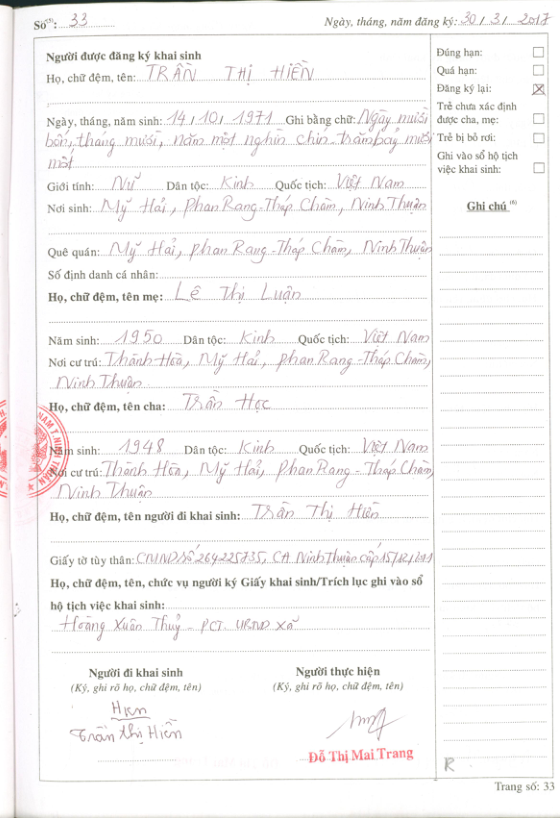 Số⁽⁵⁾: 33 Ngày, tháng, năm đăng ký: 30/3/2017
Người được đăng ký khai sinh
Họ, chữ đệm, tên: TRẦN THỊ HIỀN
Ngày, tháng, năm sinh: 14/10/1971 Ghi bằng chữ: Ngày mười
bốn, tháng mười, năm một nghìn chín trăm bảy mươi
mốt
Giới tính: Nữ Dân tộc: Kinh Quốc tịch: Việt Nam
Nơi sinh: Mỹ Hải, Phan Rang-Tháp Chàm, Ninh Thuận
Quê quán: Mỹ Hải, Phan Rang-Tháp Chàm, Ninh Thuận
Số định danh cá nhân:
Họ, chữ đệm, tên mẹ: Lê Thị Luận
Năm sinh: 1950 Dân tộc: Kinh Quốc tịch: Việt Nam
Nơi cư trú: Thành Hòa, Mỹ Hải, Phan Rang-Tháp Chàm,
Ninh Thuận
Họ, chữ đệm, tên cha: Trần Học
Năm sinh: 1948 Dân tộc: Kinh Quốc tịch: Việt Nam
Nơi cư trú: Thành Hòa, Mỹ Hải, Phan Rang-Tháp Chàm,
Ninh Thuận
Họ, chữ đệm, tên người đi khai sinh: Trần Thị Hiền
Giấy tờ tùy thân: CMND số 264225735, CA Ninh Thuận cấp
Họ, chữ đệm, tên, chức vụ người ký Giấy khai sinh/Trích lục ghi vào sổ
hộ tịch việc khai sinh:
Hoàng Xuân Thuỷ - PCT. UBND xã
Người đi khai sinh
(Ký, ghi rõ họ, chữ đệm, tên)
Hien
Trần Thị Hiền
Người thực hiện
(Ký, ghi rõ họ, chữ đệm, tên)
Đỗ Thị Mai Trang
Đúng hạn:
Quá hạn:
Đăng ký lại: X
Trẻ chưa xác định
được cha, mẹ:
Trẻ bị bỏ rơi:
Ghi vào sổ hộ tịch
việc khai sinh:
Ghi chú ⁽⁶⁾
R
Trang số: 33